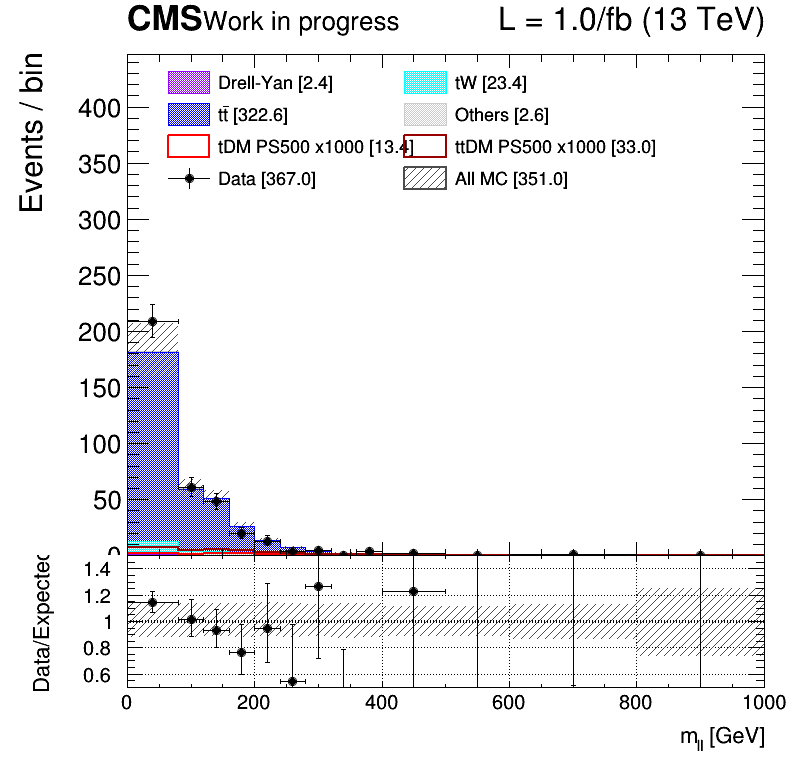 CMS Work in progress L = 1.0/fb (13 TeV)
Events / bin
Drell-Yan [2.4]
tW [23.4]
tt̄ [322.6]
Others [2.6]
tDM PS500 x1000 [13.4]
ttDM PS500 x1000 [33.0]
Data [367.0]
All MC [351.0]
400
350
300
250
200
150
100
50
0
Data/Expected
1.4
1.2
1
0.8
0.6
0 200 400 600 800 1000
m_ll [GeV]